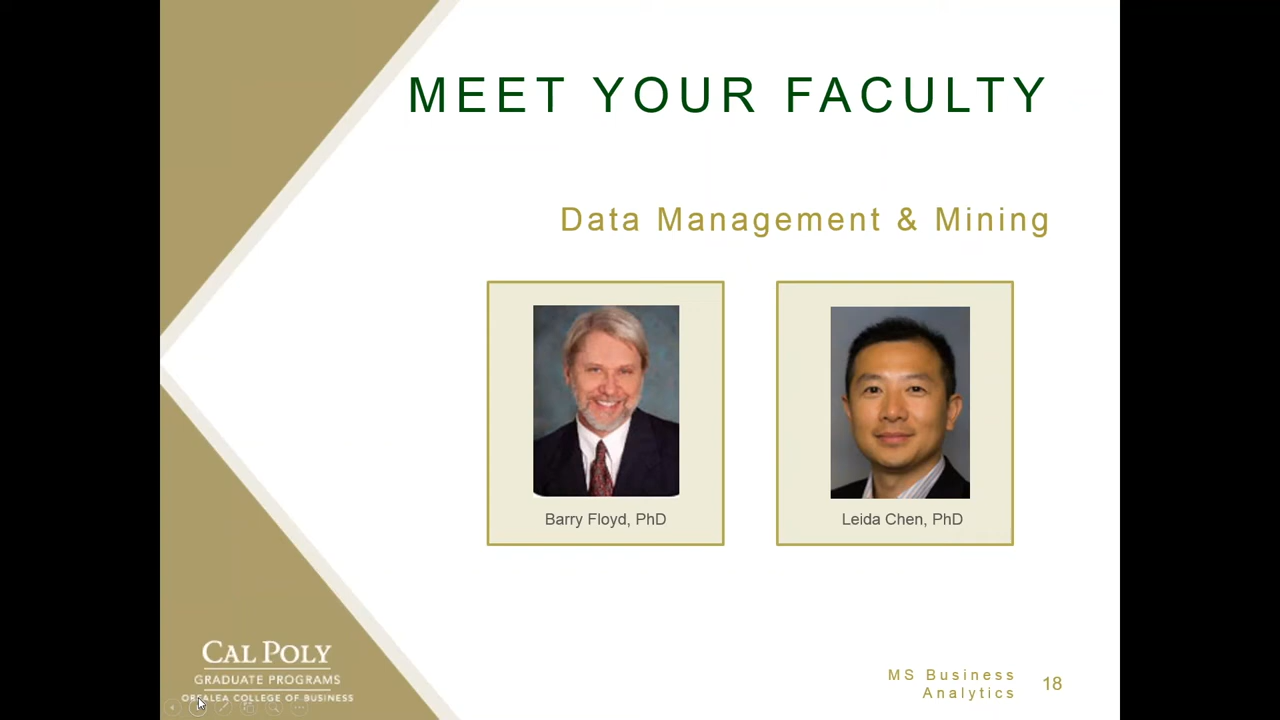 MEET YOUR FACULTY
Data Management & Mining
Barry Floyd, PhD
Leida Chen, PhD
CAL POLY
GRADUATE PROGRAMS
ORFALEA COLLEGE OF BUSINESS
MS Business
Analytics
18